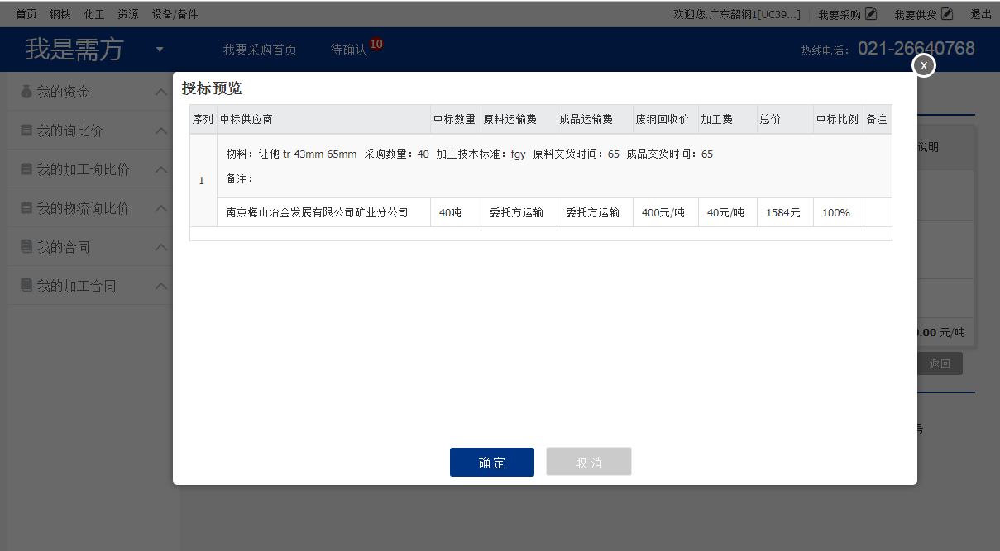 首页 钢铁 化工 资源 设备/备件 欢迎您,广东韶钢1[UC39...] 我要采购 我要供货 退出
我是需方 我要采购首页 待确认 10 热线电话： 021-26640768
x
我的资金
我的询比价
我的加工询比价
我的物流询比价
我的合同
我的加工合同
授标预览
序列 中标供应商 中标数量 原料运输费 成品运输费 废钢回收价 加工费 总价 中标比例 备注
1
物料：让他 tr 43mm 65mm 采购数量：40 加工技术标准：fgy 原料交货时间：65 成品交货时间：65
备注：
南京梅山冶金发展有限公司矿业分公司 40吨 委托方运输 委托方运输 400元/吨 40元/吨 1584元 100%
说明
.00 元/吨
返回
号
确 定 取 消